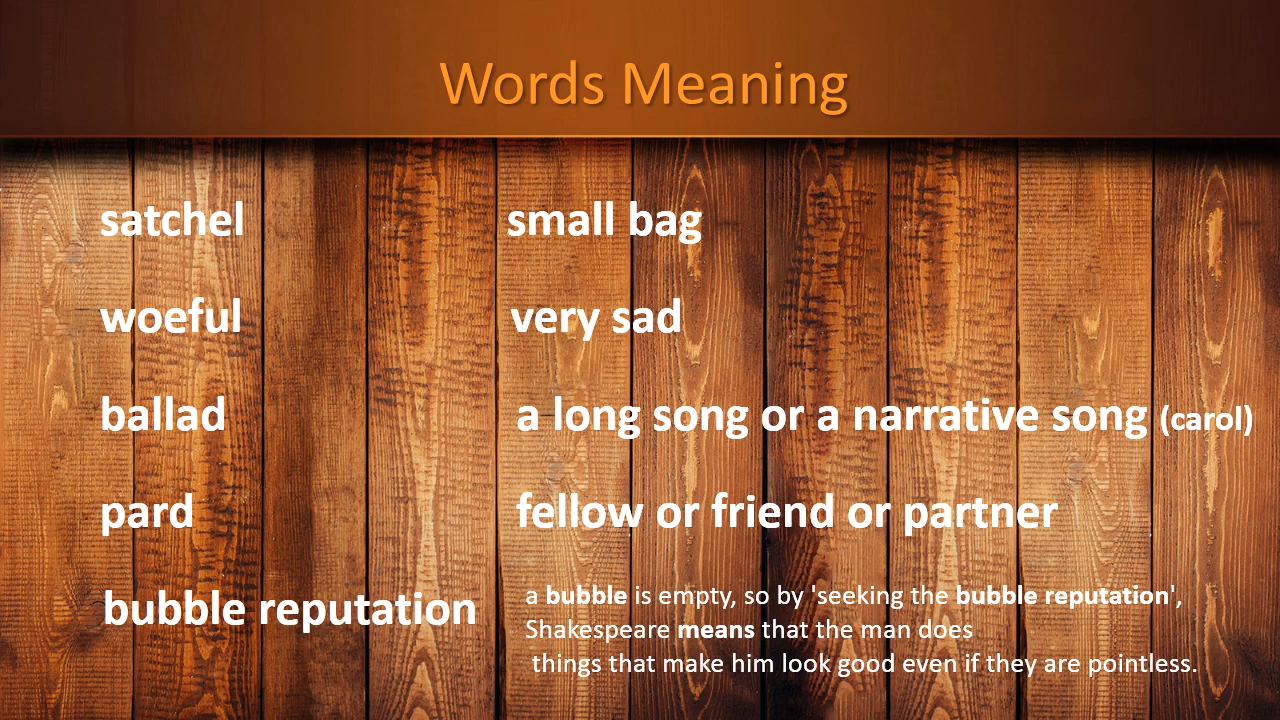 Words Meaning
satchel small bag
woeful very sad
ballad a long song or a narrative song (carol)
pard fellow or friend or partner
bubble reputation a bubble is empty, so by 'seeking the bubble reputation',
Shakespeare means that the man does
things that make him look good even if they are pointless.